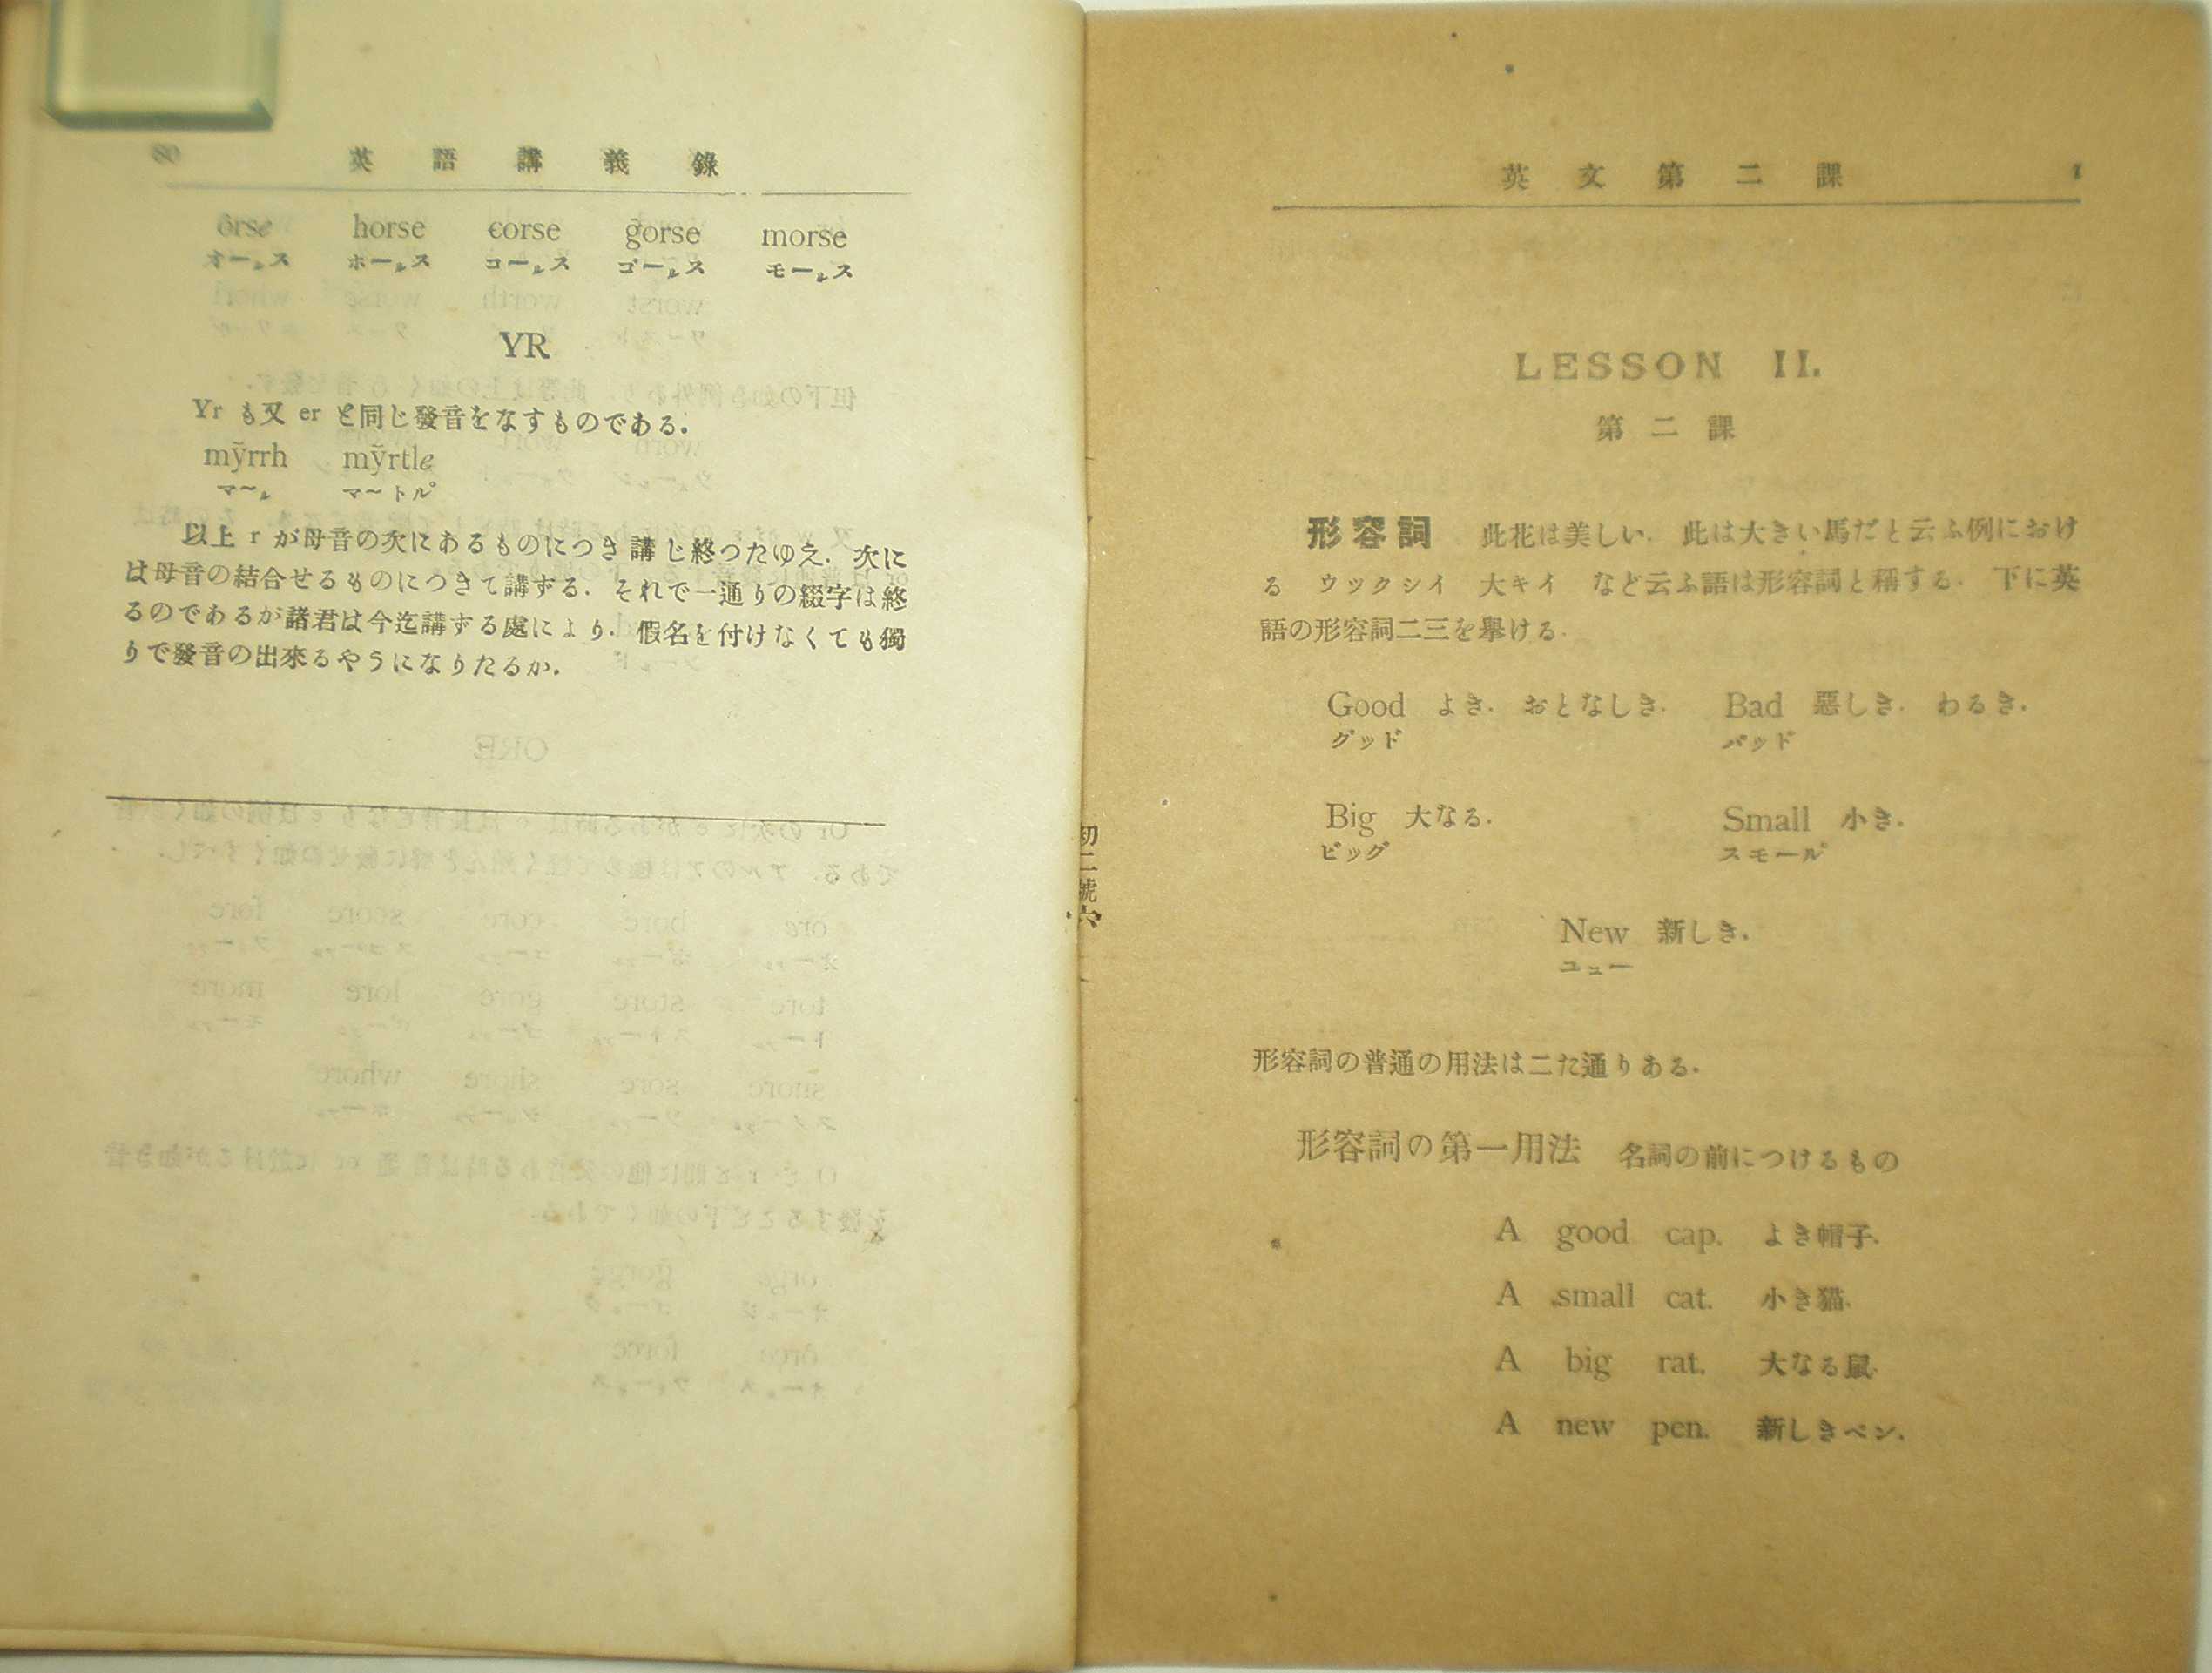 80 英語講義錄
ôrse horse corse gorse morse
オールス ホールス コールス ゴールス モールス
YR
Yr も又 er と同じ發音をなすものである.
mỹrrh mỹrtle
マ〜ル マ〜トル
以上 r が母音の次にあるものにつき講じ終つたゆえ. 次に
は母音の結合せるものにつきて講ずる. それで一通りの綴字は終
るのであるが諸君は今迄講ずる處により. 假名を付けなくても獨
りで發音の出來るやうになりたるか.
初二號六
英文第二課 1
LESSON II.
第二課
形容詞 此花は美しい. 此は大きい馬だと云ふ例におけ
る ウックシイ 大キイ など云ふ語は形容詞と稱する. 下に英
語の形容詞二三を擧ける.
Good よき. おとなしき. Bad 惡しき. わるき.
グッド バッド
Big 大なる. Small 小き.
ビッグ スモール
New 新しき.
ニュー
形容詞の普通の用法は二た通りある.
形容詞の第一用法 名詞の前につけるもの
A good cap. よき帽子.
A small cat. 小き猫.
A big rat. 大なる鼠.
A new pen. 新しきペン.